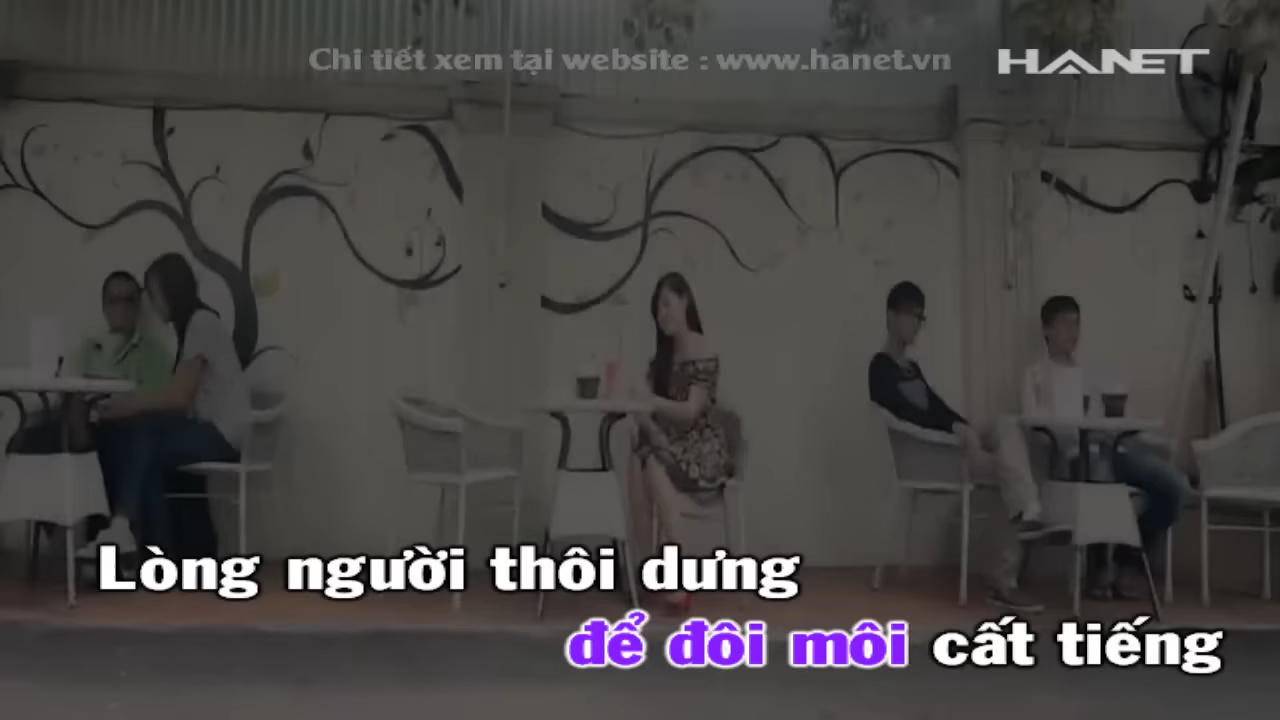 Chi tiết xem tại website : www.hanet.vn
HANET
Lòng người thôi dưng
để đôi môi cất tiếng